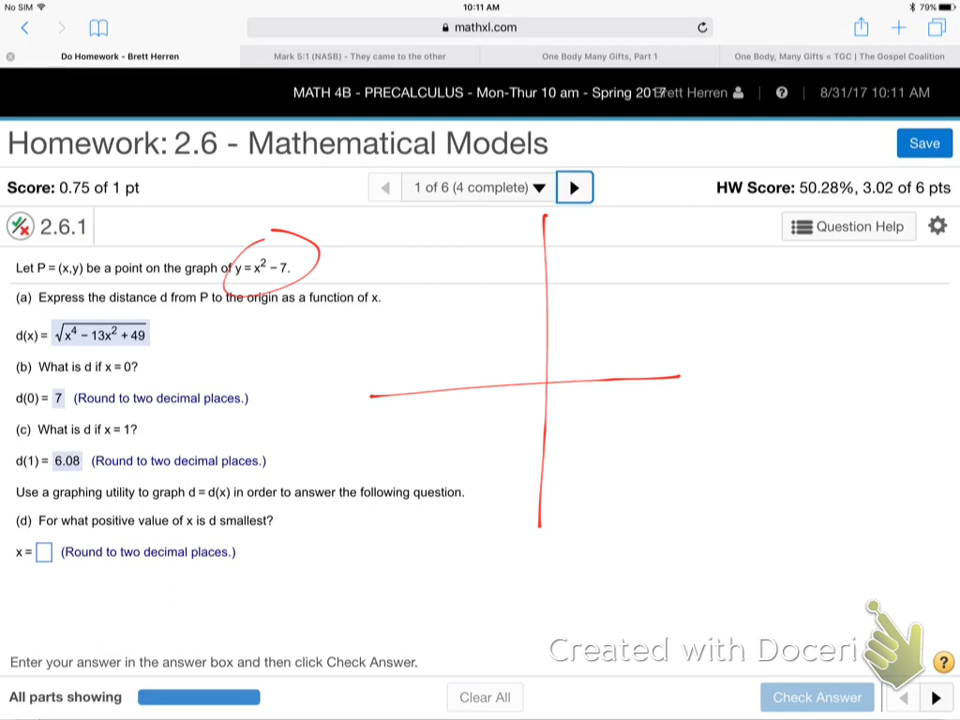 No SIM 10:11 AM 79%
mathxl.com
Do Homework - Brett Herren Mark 5:1 (NASB) - They came to the other One Body Many Gifts, Part 1 One Body, Many Gifts « TGC | The Gospel Coalition
MATH 4B - PRECALCULUS - Mon-Thur 10 am - Spring 2017 Brett Herren | ? | 8/31/17 10:11 AM
Homework: 2.6 - Mathematical Models Save
Score: 0.75 of 1 pt 1 of 6 (4 complete) HW Score: 50.28%, 3.02 of 6 pts
2.6.1 Question Help
Let P = (x,y) be a point on the graph of y = x² − 7.
(a) Express the distance d from P to the origin as a function of x.
d(x) = √x⁴ − 13x² + 49
(b) What is d if x = 0?
d(0) = 7 (Round to two decimal places.)
(c) What is d if x = 1?
d(1) = 6.08 (Round to two decimal places.)
Use a graphing utility to graph d = d(x) in order to answer the following question.
(d) For what positive value of x is d smallest?
x = (Round to two decimal places.)
Created with Doceri
Enter your answer in the answer box and then click Check Answer. ?
All parts showing Clear All Check Answer